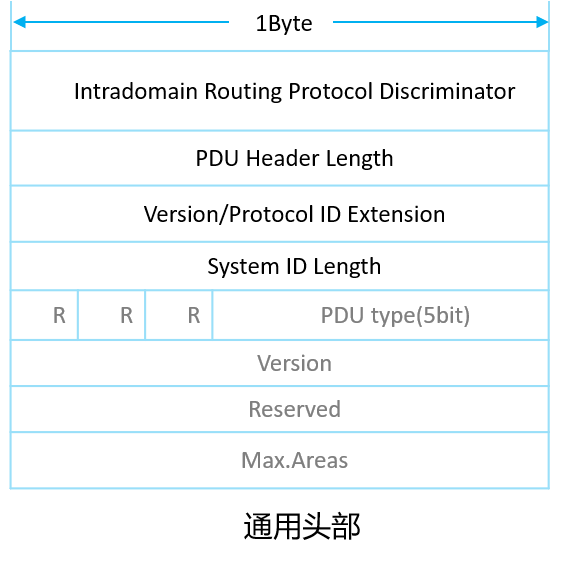 1Byte
Intradomain Routing Protocol Discriminator
PDU Header Length
Version/Protocol ID Extension
System ID Length
R R R PDU type(5bit)
Version
Reserved
Max.Areas
通用头部